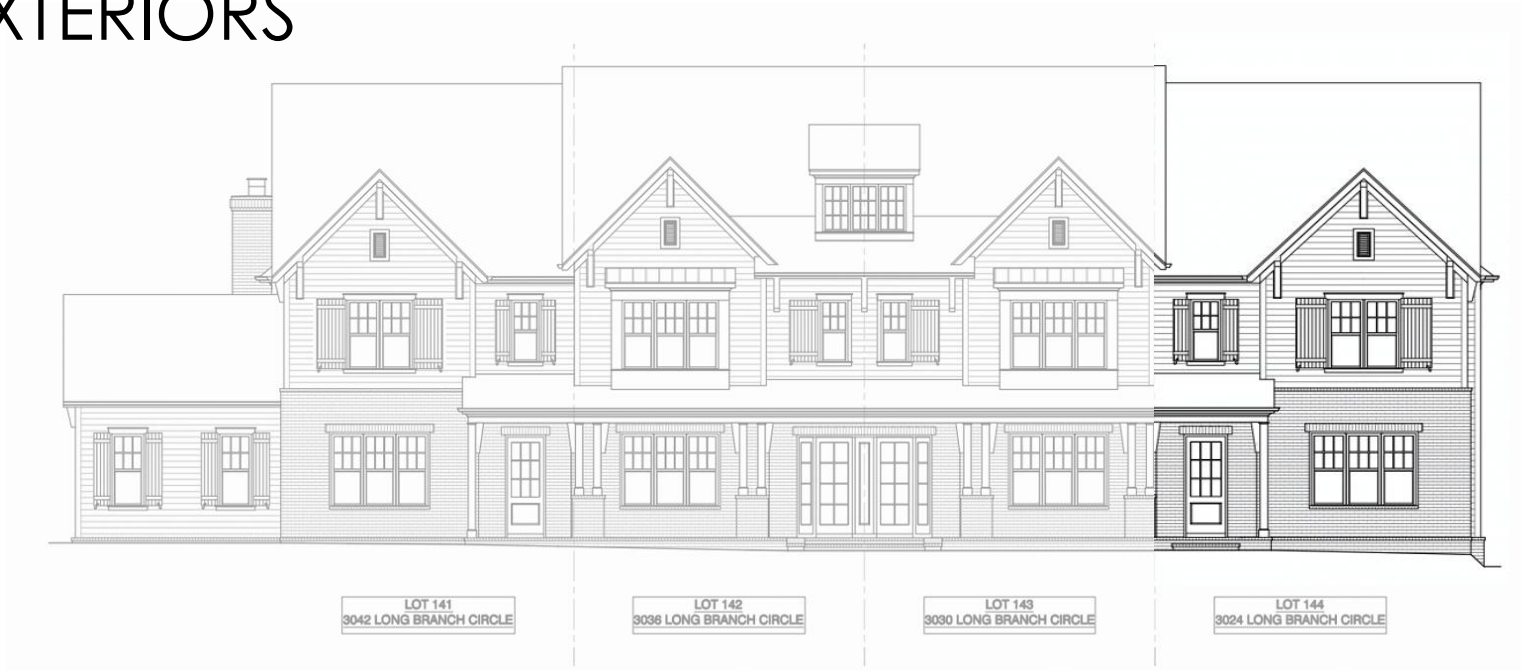 XTERIORS
LOT 141
3042 LONG BRANCH CIRCLE
LOT 142
3036 LONG BRANCH CIRCLE
LOT 143
3030 LONG BRANCH CIRCLE
LOT 144
3024 LONG BRANCH CIRCLE